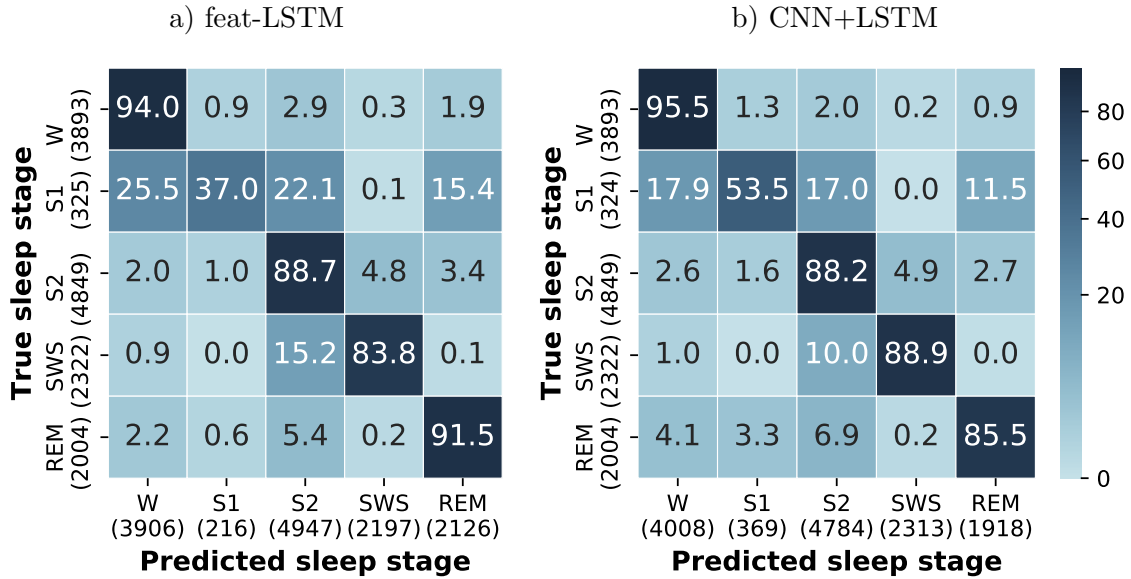 a) feat-LSTM
b) CNN+LSTM
True sleep stage
W
(3893)
94.0 0.9 2.9 0.3 1.9
S1
(325)
25.5 37.0 22.1 0.1 15.4
S2
(4849)
2.0 1.0 88.7 4.8 3.4
SWS
(2322)
0.9 0.0 15.2 83.8 0.1
REM
(2004)
2.2 0.6 5.4 0.2 91.5
W S1 S2 SWS REM
(3906) (216) (4947) (2197) (2126)
Predicted sleep stage
True sleep stage
W
(3893)
95.5 1.3 2.0 0.2 0.9
S1
(324)
17.9 53.5 17.0 0.0 11.5
S2
(4849)
2.6 1.6 88.2 4.9 2.7
SWS
(2322)
1.0 0.0 10.0 88.9 0.0
REM
(2004)
4.1 3.3 6.9 0.2 85.5
W S1 S2 SWS REM
(4008) (369) (4784) (2313) (1918)
Predicted sleep stage
80
60
40
20
0